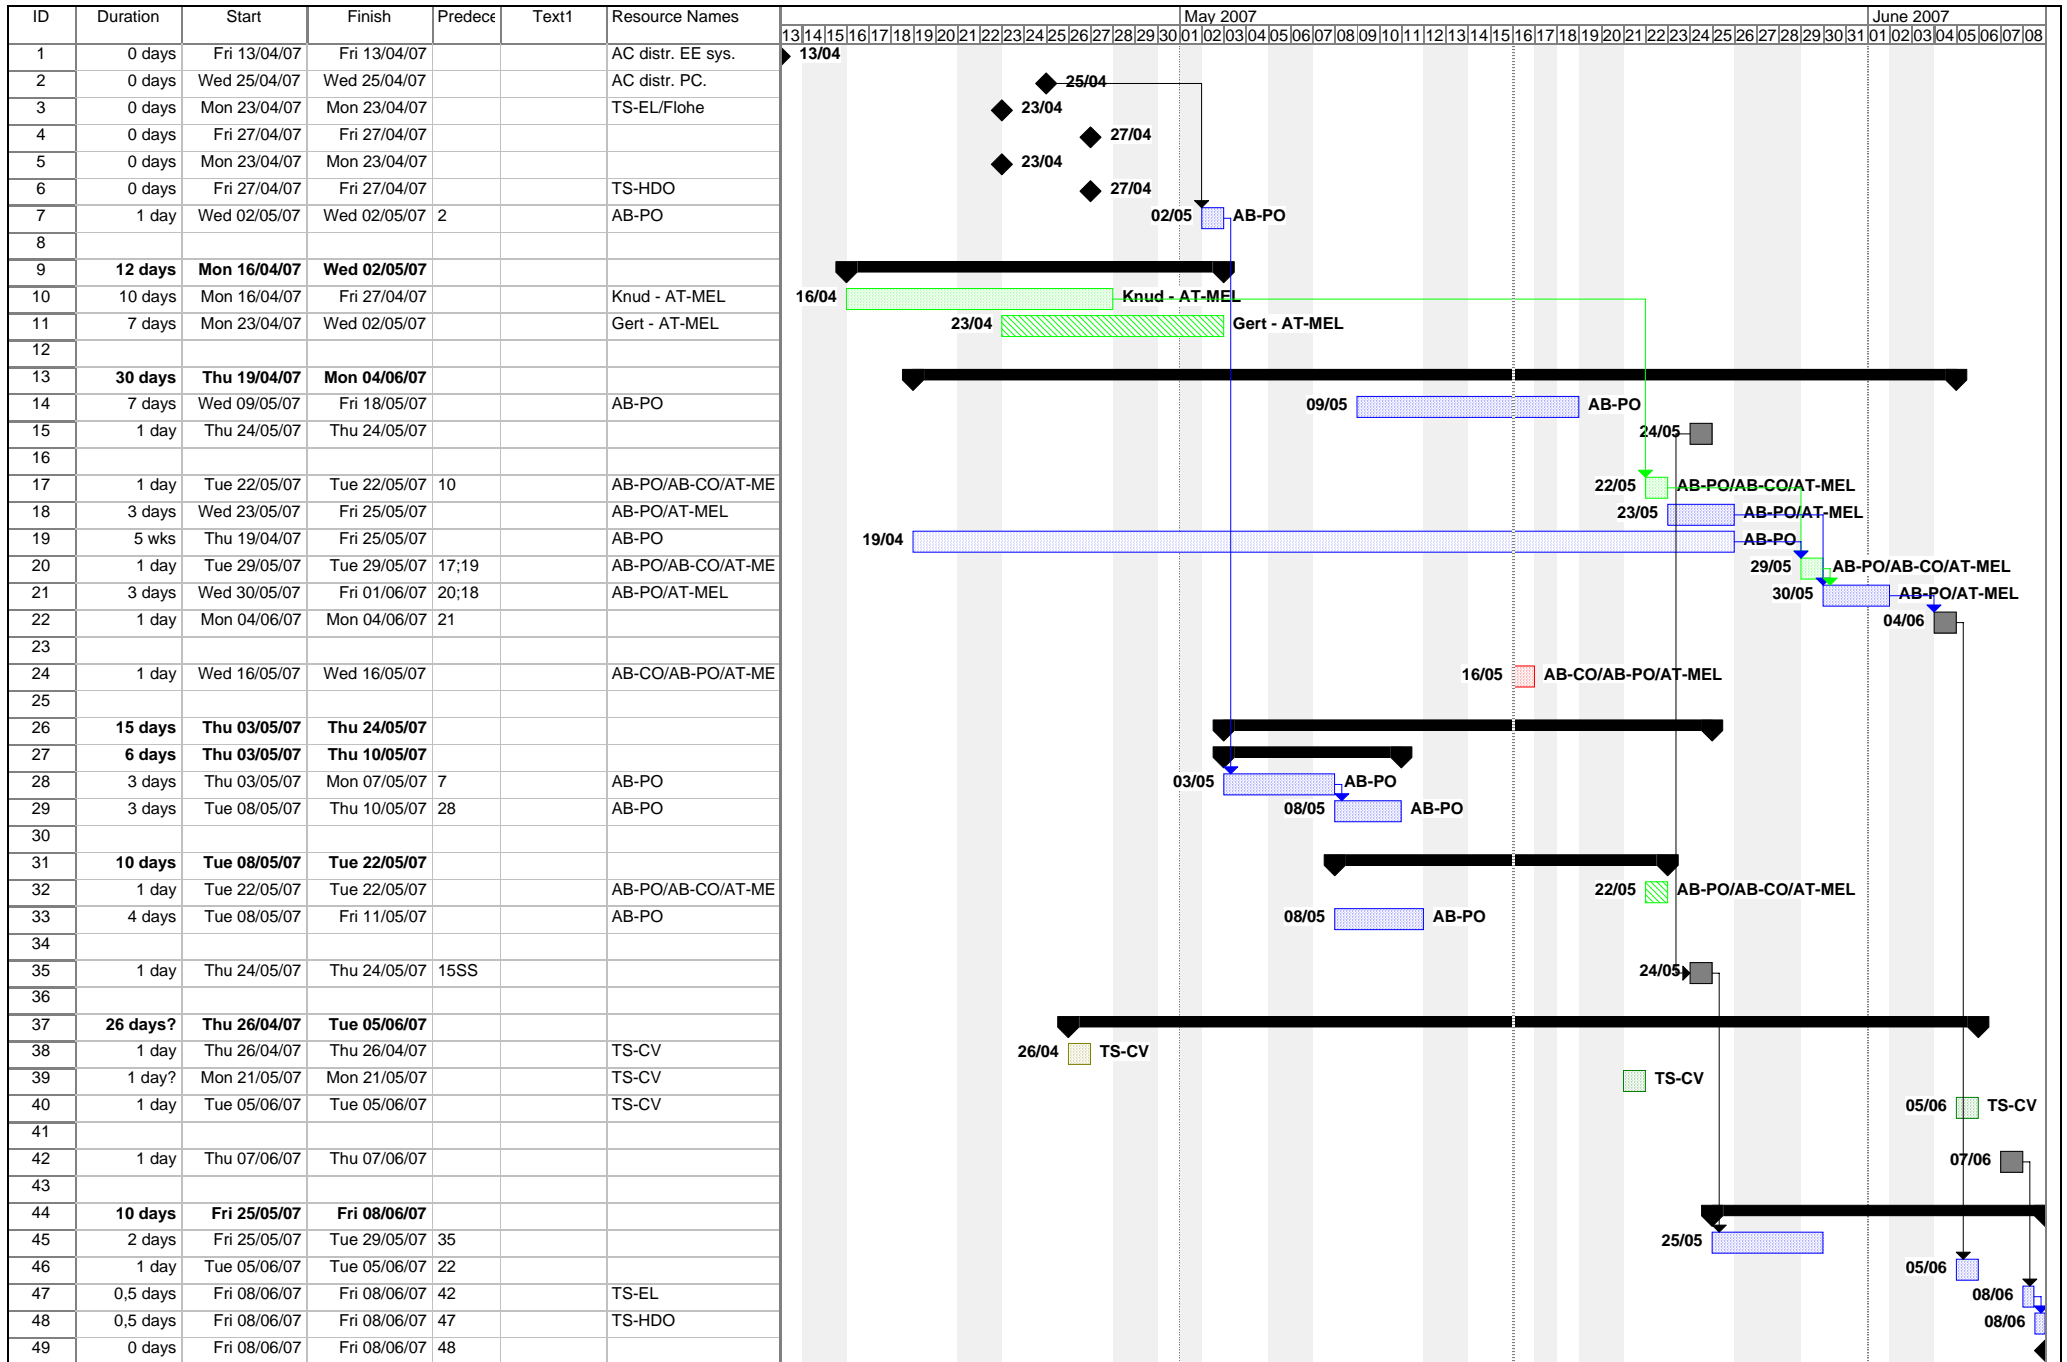 ID Duration Start Finish Predece Text1 Resource Names May 2007 June 2007
13 14 15 16 17 18 19 20 21 22 23 24 25 26 27 28 29 30 01 02 03 04 05 06 07 08 09 10 11 12 13 14 15 16 17 18 19 20 21 22 23 24 25 26 27 28 29 30 31 01 02 03 04 05 06 07 08
1 0 days Fri 13/04/07 Fri 13/04/07 AC distr. EE sys. 13/04
2 0 days Wed 25/04/07 Wed 25/04/07 AC distr. PC. 25/04
3 0 days Mon 23/04/07 Mon 23/04/07 TS-EL/Flohe 23/04
4 0 days Fri 27/04/07 Fri 27/04/07 27/04
5 0 days Mon 23/04/07 Mon 23/04/07 23/04
6 0 days Fri 27/04/07 Fri 27/04/07 TS-HDO 27/04
7 1 day Wed 02/05/07 Wed 02/05/07 2 AB-PO 02/05 AB-PO
8
9 12 days Mon 16/04/07 Wed 02/05/07
10 10 days Mon 16/04/07 Fri 27/04/07 Knud - AT-MEL 16/04 Knud - AT-MEL
11 7 days Mon 23/04/07 Wed 02/05/07 Gert - AT-MEL 23/04 Gert - AT-MEL
12
13 30 days Thu 19/04/07 Mon 04/06/07
14 7 days Wed 09/05/07 Fri 18/05/07 AB-PO 09/05 AB-PO
15 1 day Thu 24/05/07 Thu 24/05/07 24/05
16
17 1 day Tue 22/05/07 Tue 22/05/07 10 AB-PO/AB-CO/AT-ME 22/05 AB-PO/AB-CO/AT-MEL
18 3 days Wed 23/05/07 Fri 25/05/07 AB-PO/AT-MEL 23/05 AB-PO/AT-MEL
19 5 wks Thu 19/04/07 Fri 25/05/07 AB-PO 19/04 AB-PO
20 1 day Tue 29/05/07 Tue 29/05/07 17;19 AB-PO/AB-CO/AT-ME 29/05 AB-PO/AB-CO/AT-MEL
21 3 days Wed 30/05/07 Fri 01/06/07 20;18 AB-PO/AT-MEL 30/05 AB-PO/AT-MEL
22 1 day Mon 04/06/07 Mon 04/06/07 21 04/06
23
24 1 day Wed 16/05/07 Wed 16/05/07 AB-CO/AB-PO/AT-ME 16/05 AB-CO/AB-PO/AT-MEL
25
26 15 days Thu 03/05/07 Thu 24/05/07
27 6 days Thu 03/05/07 Thu 10/05/07
28 3 days Thu 03/05/07 Mon 07/05/07 7 AB-PO 03/05 AB-PO
29 3 days Tue 08/05/07 Thu 10/05/07 28 AB-PO 08/05 AB-PO
30
31 10 days Tue 08/05/07 Tue 22/05/07
32 1 day Tue 22/05/07 Tue 22/05/07 AB-PO/AB-CO/AT-ME 22/05 AB-PO/AB-CO/AT-MEL
33 4 days Tue 08/05/07 Fri 11/05/07 AB-PO 08/05 AB-PO
34
35 1 day Thu 24/05/07 Thu 24/05/07 15SS 24/05
36
37 26 days? Thu 26/04/07 Tue 05/06/07
38 1 day Thu 26/04/07 Thu 26/04/07 TS-CV 26/04 TS-CV
39 1 day? Mon 21/05/07 Mon 21/05/07 TS-CV TS-CV
40 1 day Tue 05/06/07 Tue 05/06/07 TS-CV 05/06 TS-CV
41
42 1 day Thu 07/06/07 Thu 07/06/07 07/06
43
44 10 days Fri 25/05/07 Fri 08/06/07
45 2 days Fri 25/05/07 Tue 29/05/07 35 25/05
46 1 day Tue 05/06/07 Tue 05/06/07 22 05/06
47 0,5 days Fri 08/06/07 Fri 08/06/07 42 TS-EL 08/06
48 0,5 days Fri 08/06/07 Fri 08/06/07 47 TS-HDO 08/06
49 0 days Fri 08/06/07 Fri 08/06/07 48